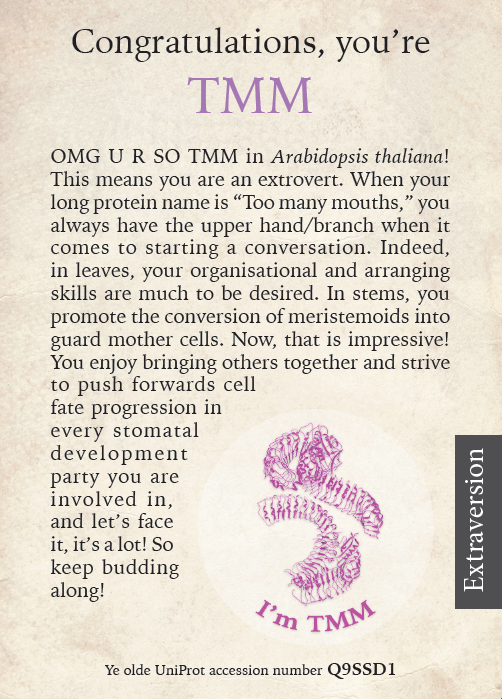 Congratulations, you're
TMM
OMG U R SO TMM in Arabidopsis thaliana!
This means you are an extrovert. When your
long protein name is “Too many mouths,” you
always have the upper hand/branch when it
comes to starting a conversation. Indeed,
in leaves, your organisational and arranging
skills are much to be desired. In stems, you
promote the conversion of meristemoids into
guard mother cells. Now, that is impressive!
You enjoy bringing others together and strive
to push forwards cell
fate progression in
every stomatal
development
party you are
involved in,
and let's face
it, it's a lot! So
keep budding
along!
I'm TMM
Extraversion
Ye olde UniProt accession number Q9SSD1